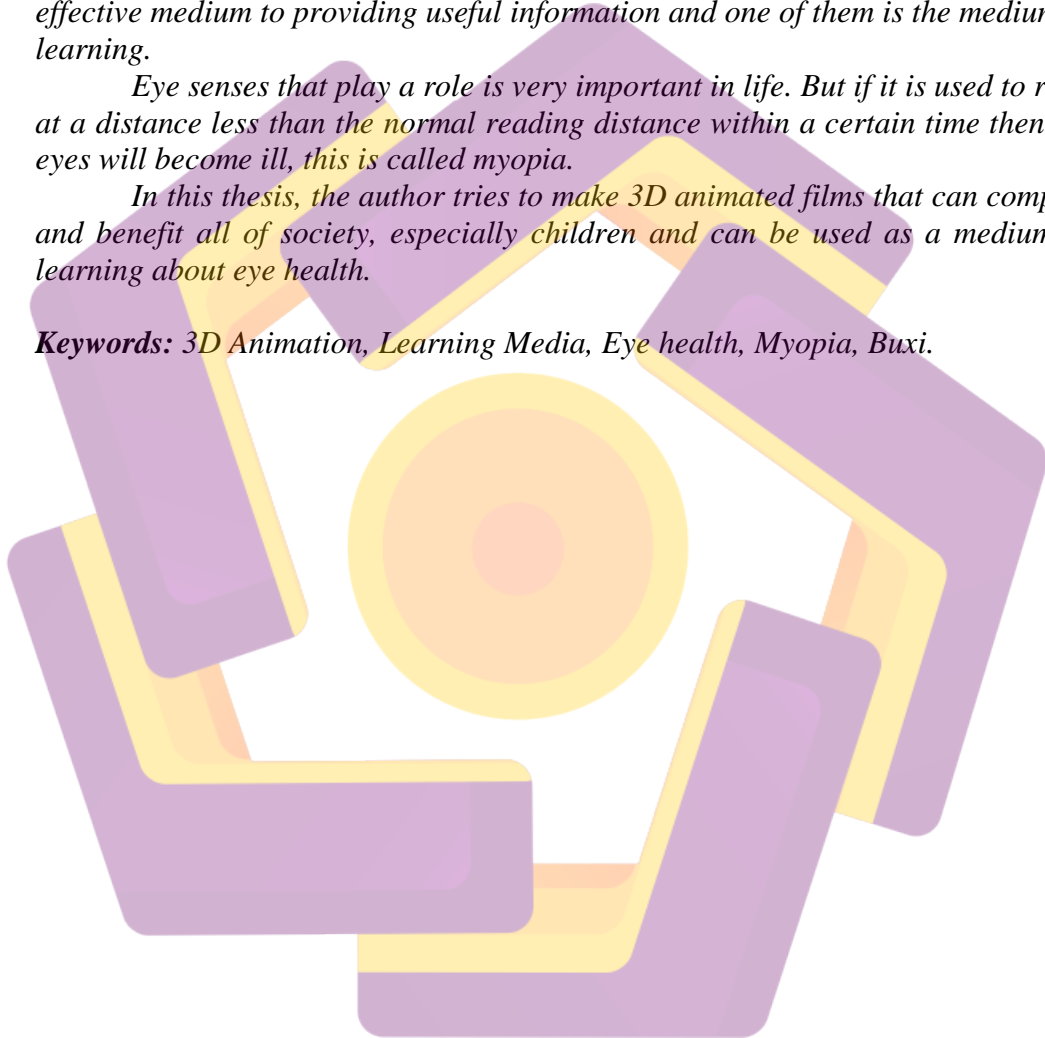 effective medium to providing useful information and one of them is the medium
learning.
Eye senses that play a role is very important in life. But if it is used to
at a distance less than the normal reading distance within a certain time then
eyes will become ill, this is called myopia.
In this thesis, the author tries to make 3D animated films that can
and benefit all of society, especially children and can be used as a medium
learning about eye health.
Keywords: 3D Animation, Learning Media, Eye health, Myopia, Buxi.